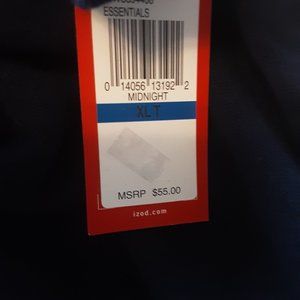 ESSENTIALS
0 14056 13192 2
MIDNIGHT
XLT
MSRP $55.00
izod.com